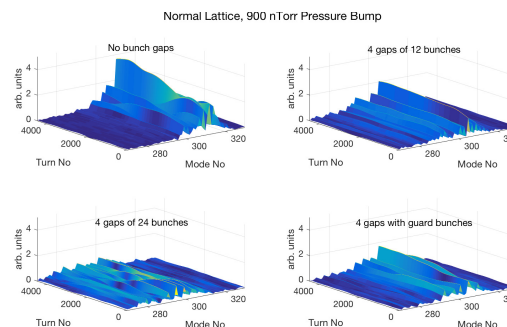 Normal Lattice, 900 nTorr Pressure Bump
No bunch gaps
4 gaps of 12 bunches
arb. units
4
2
0
4000
2000
0
Turn No
280
300
320
Mode No
arb. units
4
2
0
4000
2000
0
Turn No
280
300
Mode No
4 gaps of 24 bunches
4 gaps with guard bunches
arb. units
4
2
0
4000
2000
0
Turn No
280
300
320
Mode No
arb. units
4
2
0
4000
2000
0
Turn No
280
300
Mode No